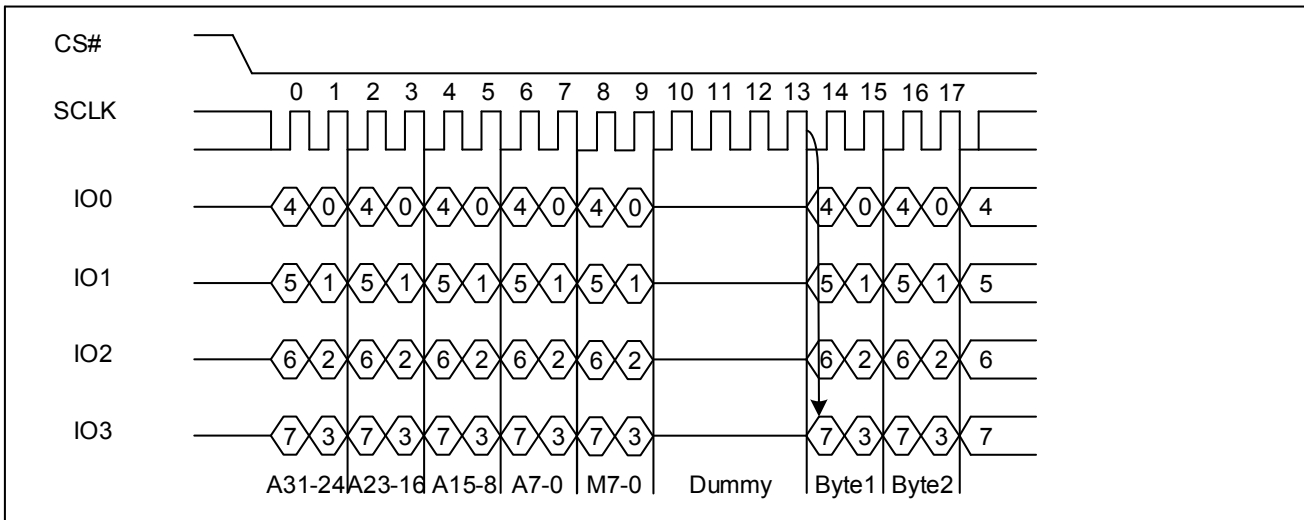 CS#
0 1 2 3 4 5 6 7 8 9 10 11 12 13 14 15 16 17
SCLK
IO0 4 0 4 0 4 0 4 0 4 0 4 0 4 0 4
IO1 5 1 5 1 5 1 5 1 5 1 5 1 5 1 5
IO2 6 2 6 2 6 2 6 2 6 2 6 2 6 2 6
IO3 7 3 7 3 7 3 7 3 7 3 7 3 7 3 7
A31-24 A23-16 A15-8 A7-0 M7-0 Dummy Byte1 Byte2